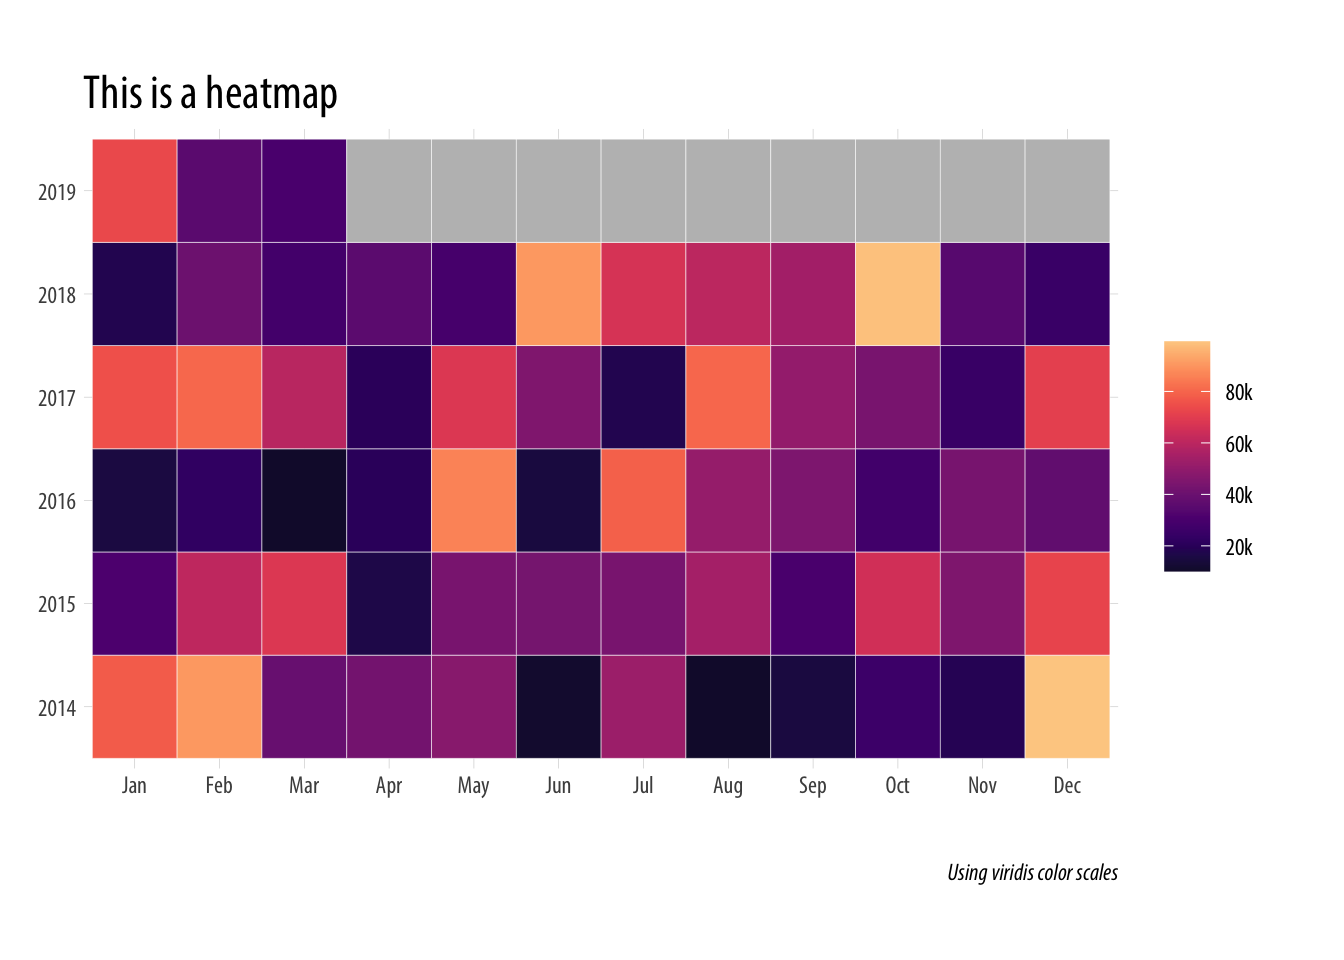 This is a heatmap
2019
2018
2017
2016
2015
2014
Jan Feb Mar Apr May Jun Jul Aug Sep Oct Nov Dec
80k
60k
40k
20k
Using viridis color scales